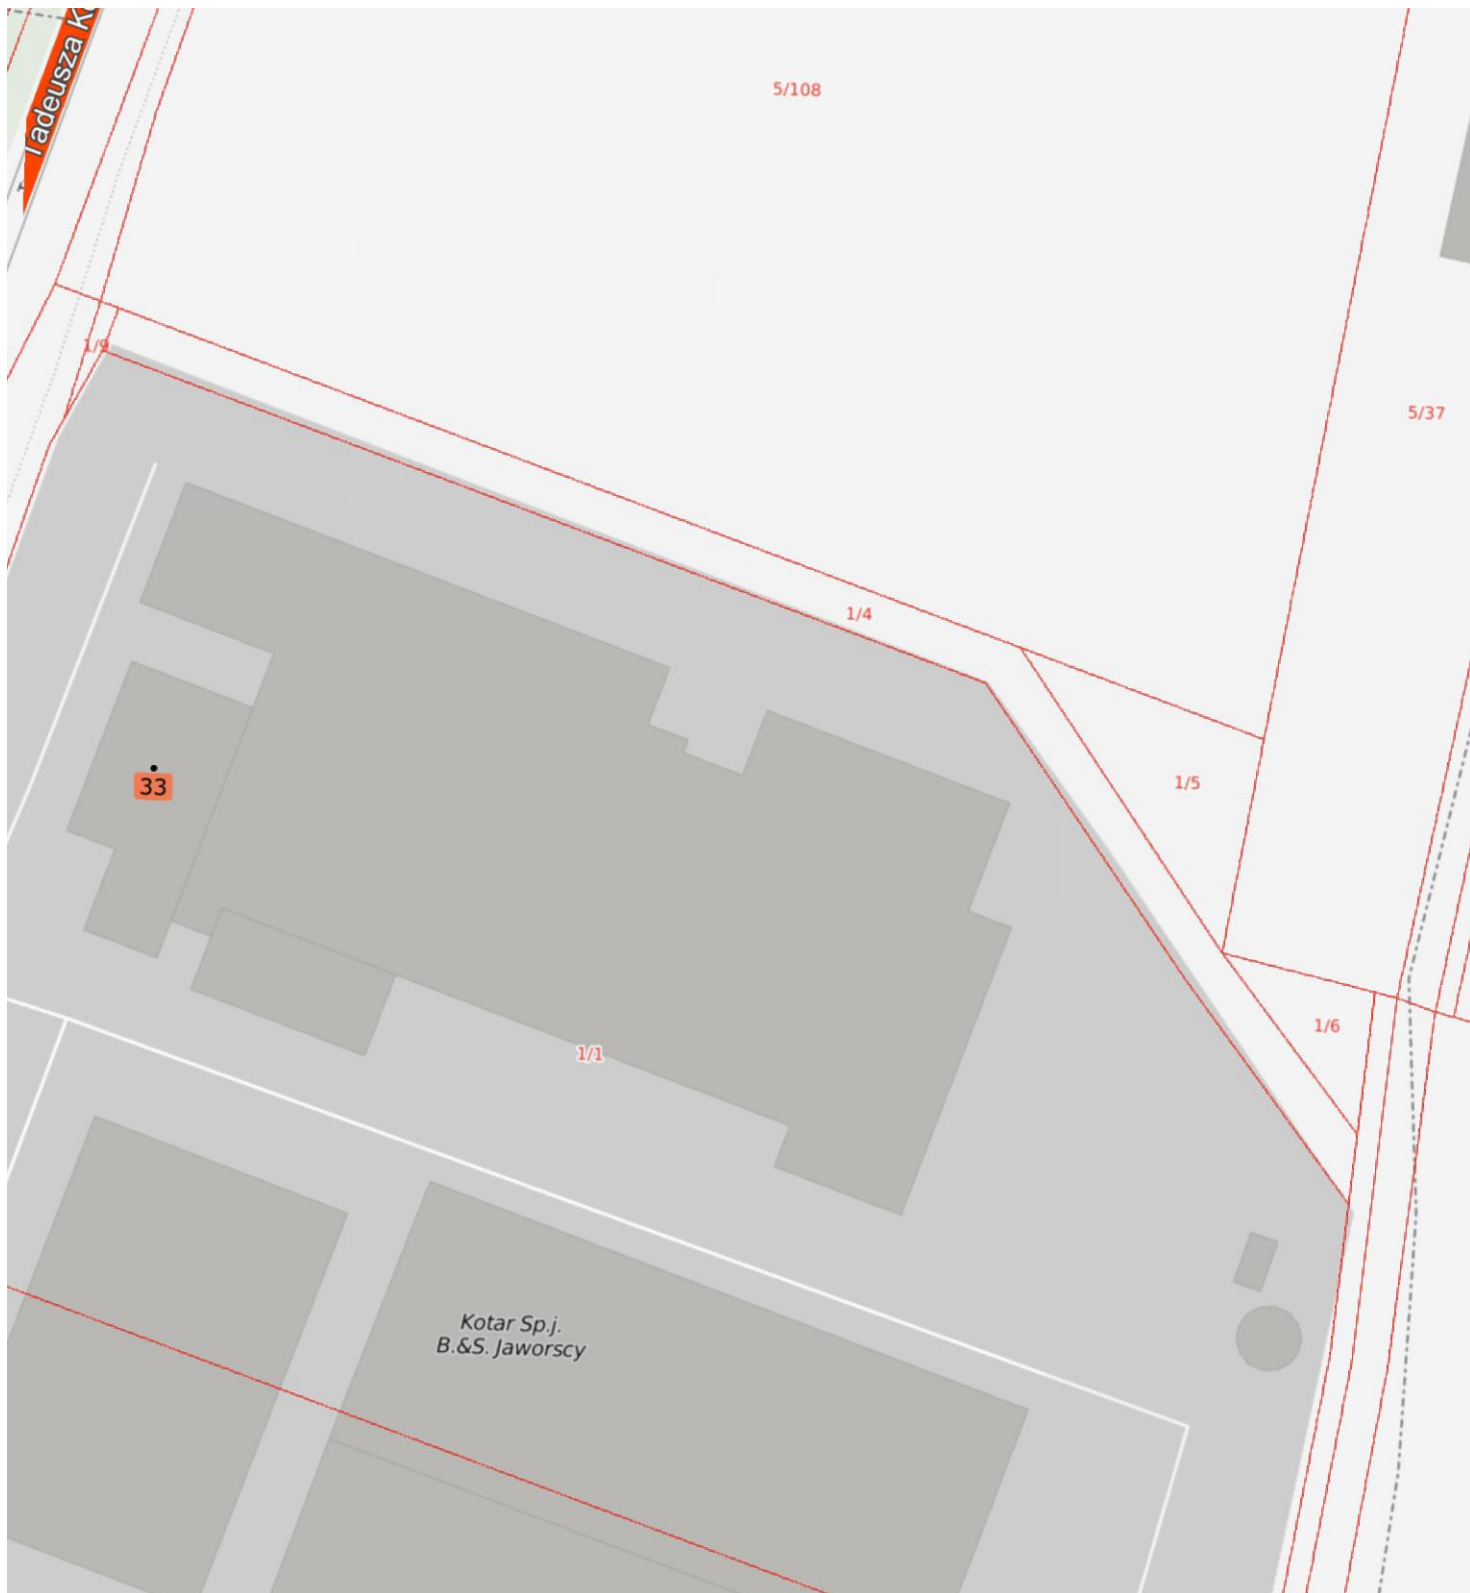 Tadeusza
5/108
1/9
5/37
1/4
1/5
33
1/6
1/1
Kotar Sp.j.
B.&S. Jaworscy